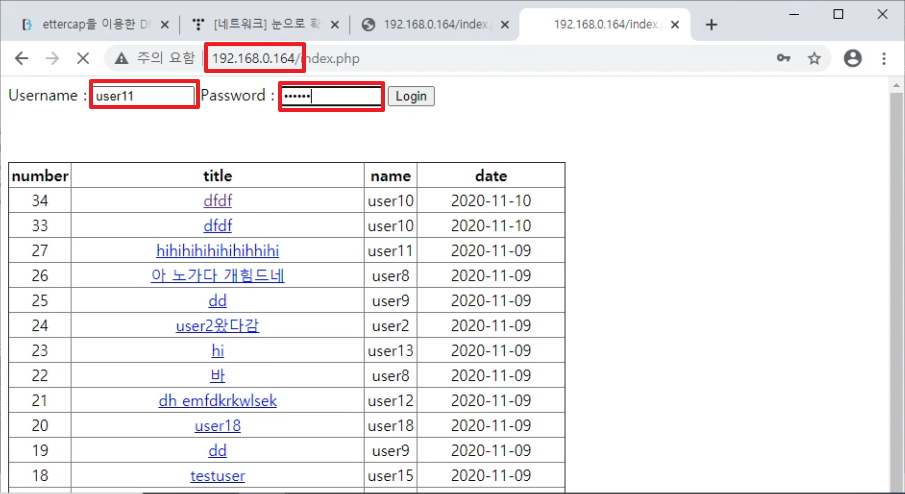 ettercap을 이용한 DN
[네트워크] 눈으로 확
192.168.0.164/index.p
192.168.0.164/index.p
주의 요함 192.168.0.164/index.php
Username : user11 Password : •••••• Login
number title name date
34 dfdf user10 2020-11-10
33 dfdf user10 2020-11-10
27 hihihihihihihihhihi user11 2020-11-09
26 아 노가다 개힘드네 user8 2020-11-09
25 dd user9 2020-11-09
24 user2왔다감 user2 2020-11-09
23 hi user13 2020-11-09
22 바 user8 2020-11-09
21 dh emfdkrkwlsek user12 2020-11-09
20 user18 user18 2020-11-09
19 dd user9 2020-11-09
18 testuser user15 2020-11-09